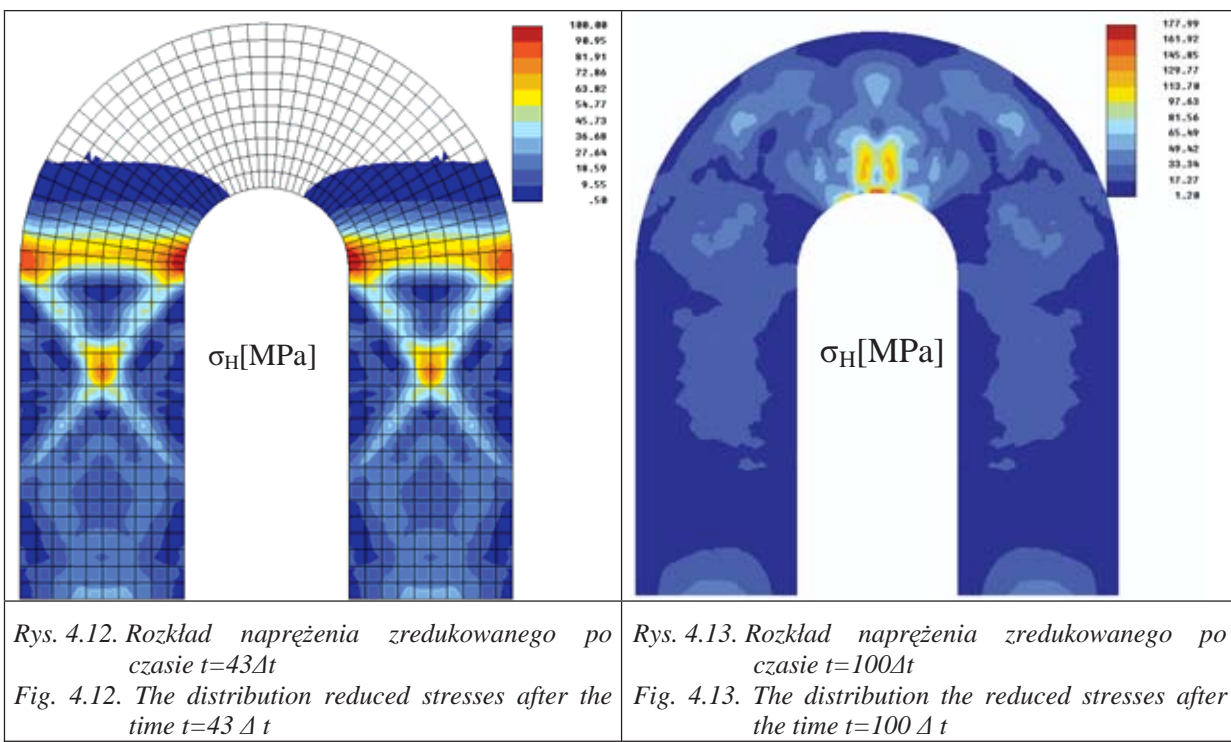 100.00
90.95
81.91
72.86
63.82
54.77
45.73
36.68
27.64
18.59
9.55
.50
σH[MPa]
177.99
161.92
145.85
129.77
113.70
97.63
81.56
65.49
49.42
33.34
17.27
1.20
σH[MPa]
Rys. 4.12. Rozkład naprężenia zredukowanego po
czasie t=43Δt
Fig. 4.12. The distribution reduced stresses after the
time t=43 Δ t
Rys. 4.13. Rozkład naprężenia zredukowanego po
czasie t=100Δt
Fig. 4.13. The distribution the reduced stresses after
the time t=100 Δ t